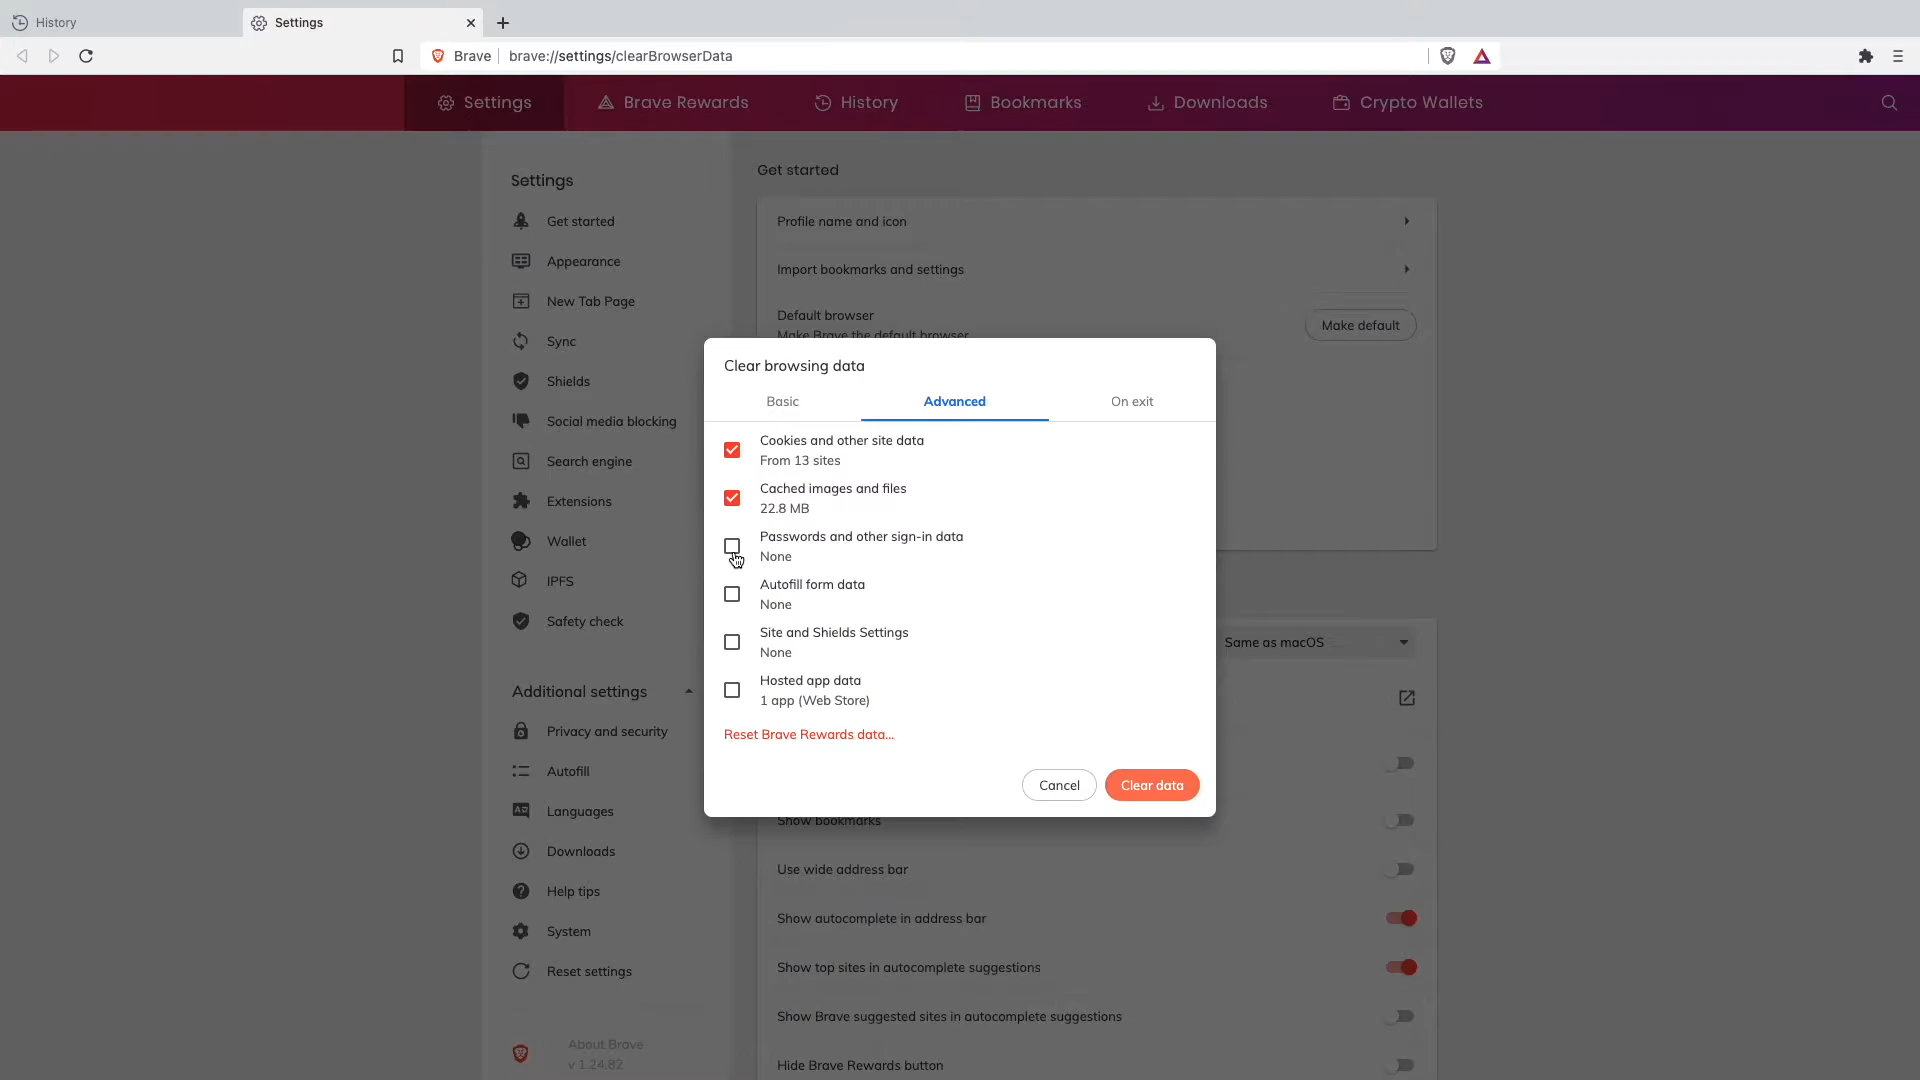 History
Settings
Brave
brave://settings/clearBrowserData
Settings
Brave Rewards
History
Bookmarks
Downloads
Crypto Wallets
Settings
Get started
Appearance
New Tab Page
Sync
Shields
Social media blocking
Search engine
Extensions
Wallet
IPFS
Safety check
Additional settings
Privacy and security
Autofill
Languages
Downloads
Help tips
System
Reset settings
About Brave
v 1.24.82
Get started
Profile name and icon
Import bookmarks and settings
Default browser
Make Brave the default browser
Make default
Clear browsing data
Basic
Advanced
On exit
Cookies and other site data
From 13 sites
Cached images and files
22.8 MB
Passwords and other sign-in data
None
Autofill form data
None
Site and Shields Settings
None
Hosted app data
1 app (Web Store)
Reset Brave Rewards data...
Cancel
Clear data
Same as macOS
Show bookmarks
Use wide address bar
Show autocomplete in address bar
Show top sites in autocomplete suggestions
Show Brave suggested sites in autocomplete suggestions
Hide Brave Rewards button